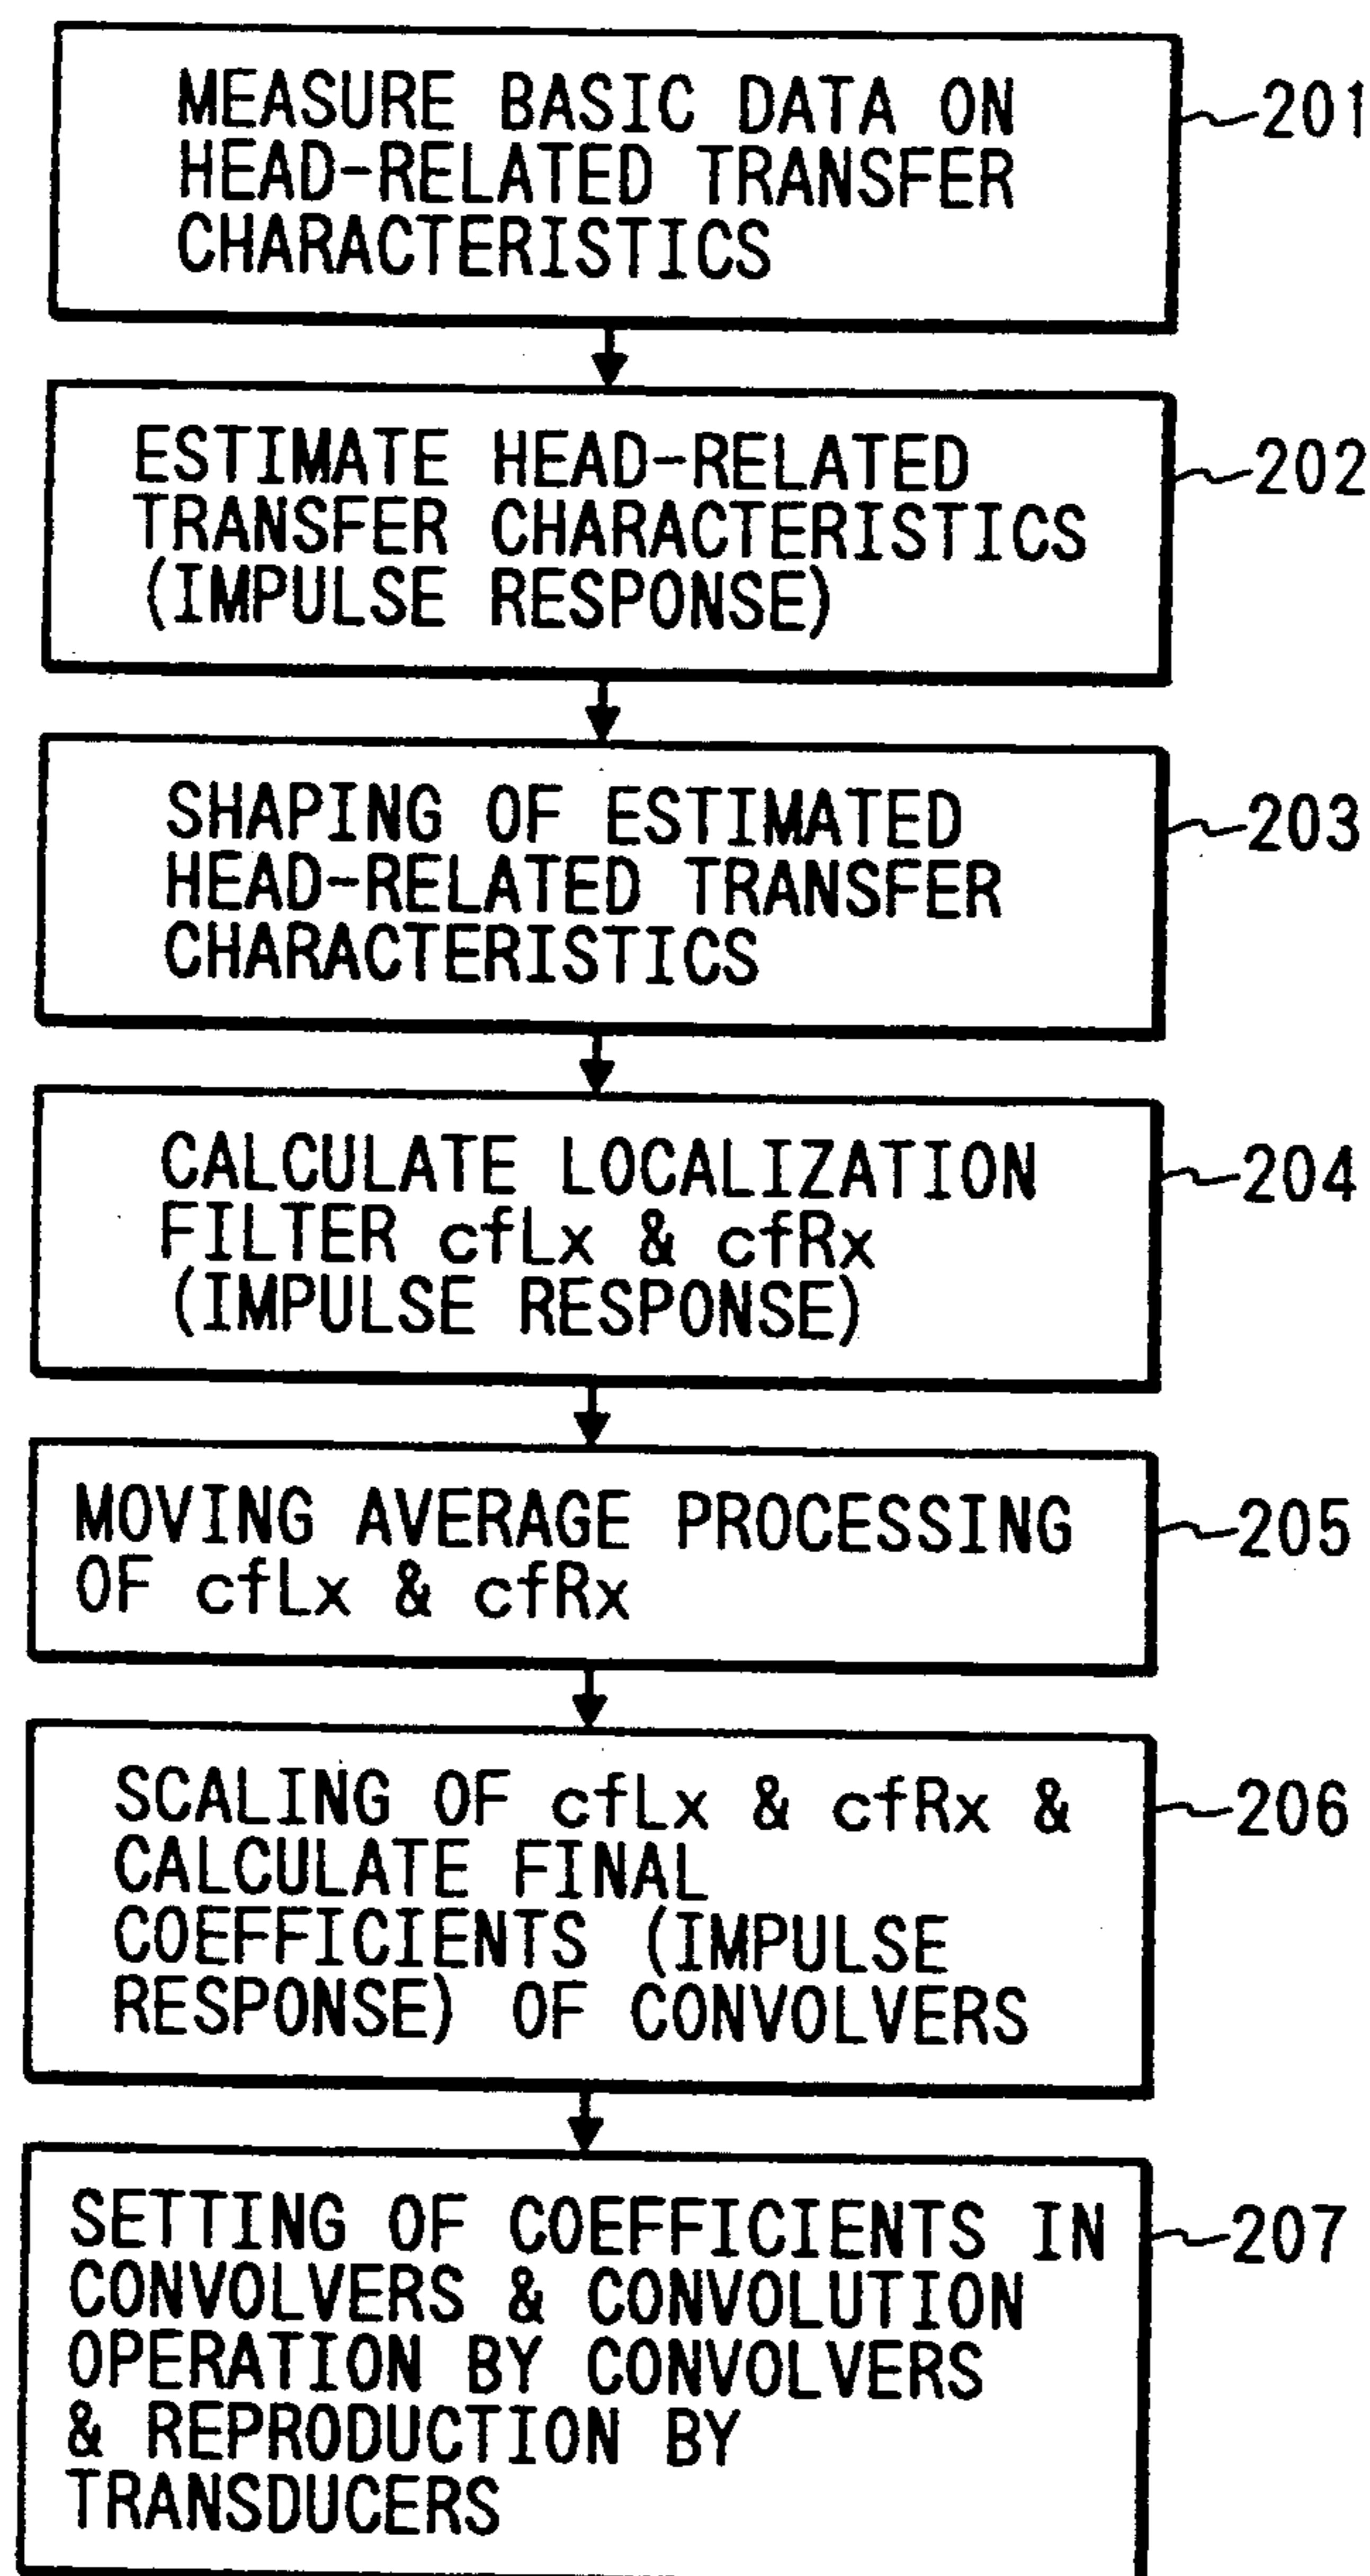 MEASURE BASIC DATA ON
HEAD-RELATED TRANSFER
CHARACTERISTICS
201
ESTIMATE HEAD-RELATED
TRANSFER CHARACTERISTICS
(IMPULSE RESPONSE)
202
SHAPING OF ESTIMATED
HEAD-RELATED TRANSFER
CHARACTERISTICS
203
CALCULATE LOCALIZATION
FILTER cfLx & cfRx
(IMPULSE RESPONSE)
204
MOVING AVERAGE PROCESSING
OF cfLx & cfRx
205
SCALING OF cfLx & cfRx &
CALCULATE FINAL
COEFFICIENTS (IMPULSE
RESPONSE) OF CONVOLVERS
206
SETTING OF COEFFICIENTS IN
CONVOLVERS & CONVOLUTION
OPERATION BY CONVOLVERS
& REPRODUCTION BY
TRANSDUCERS
207